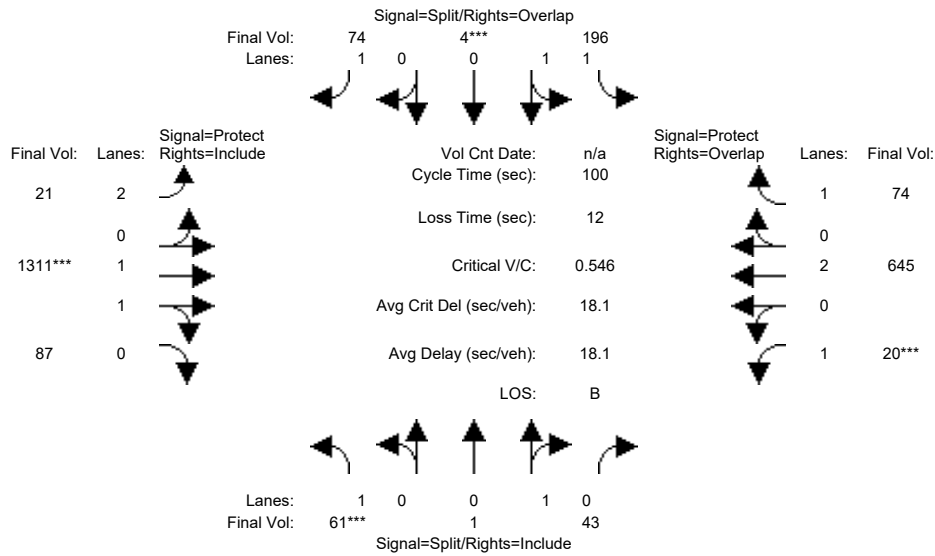 Signal=Split/Rights=Overlap
Final Vol: 74 4*** 196
Lanes: 1 0 0 1 1
Signal=Protect Signal=Protect
Final Vol: Lanes: Rights=Include Vol Cnt Date: n/a Rights=Overlap Lanes: Final Vol:
Cycle Time (sec): 100
21 2 1 74
Loss Time (sec): 12
0 0
1311*** 1 Critical V/C: 0.546 2 645
1 Avg Crit Del (sec/veh): 18.1 0
87 0 Avg Delay (sec/veh): 18.1 1 20***
LOS: B
Lanes: 1 0 0 1 0
Final Vol: 61*** 1 43
Signal=Split/Rights=Include